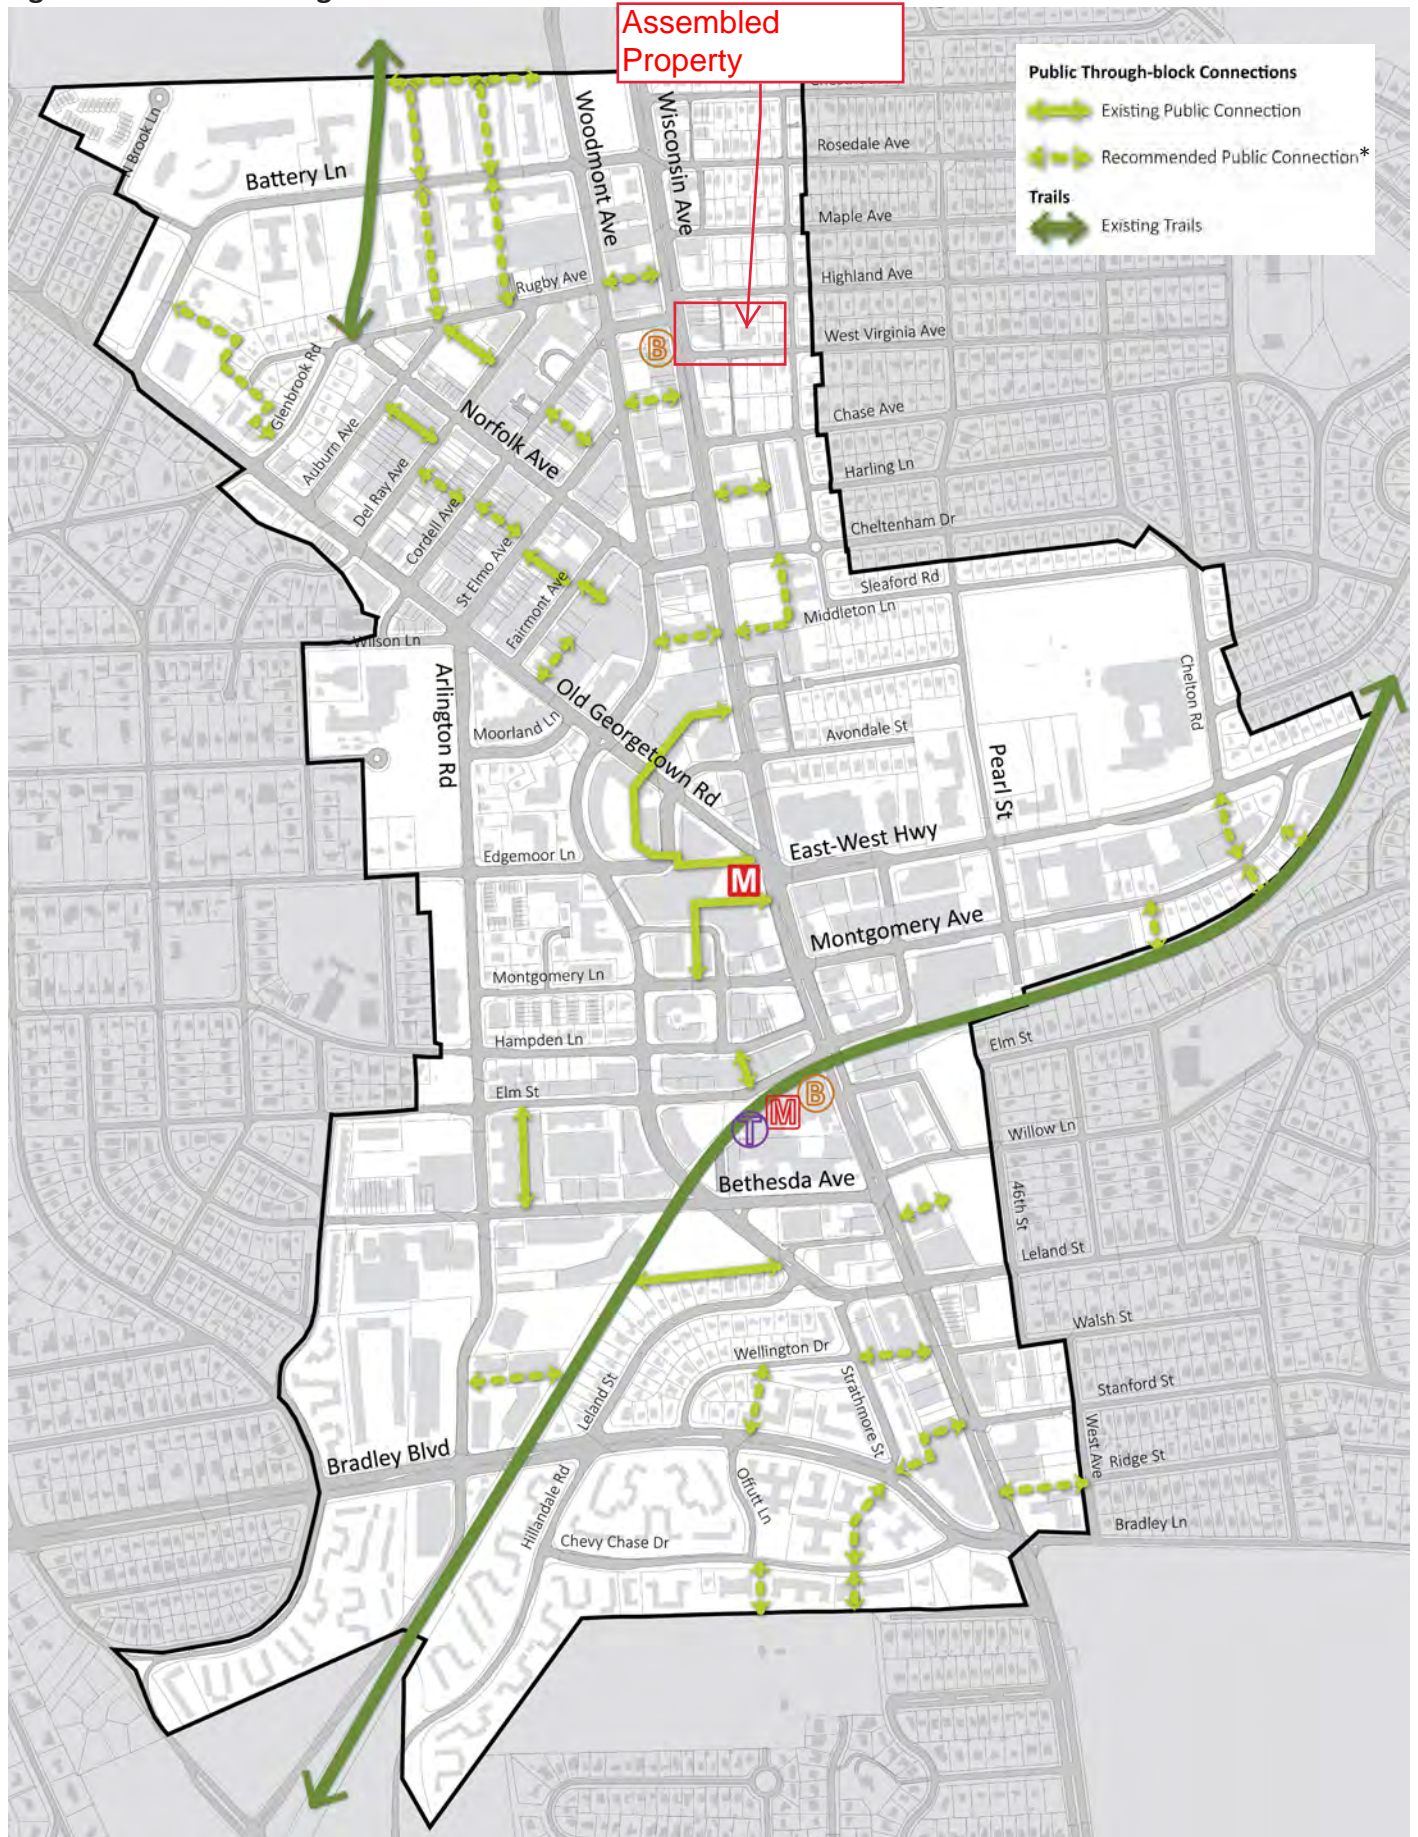 Assembled
Property
Public Through-block Connections
Existing Public Connection
Recommended Public Connection*
Trails
Existing Trails
N Brook Ln
Battery Ln
Woodmont Ave
Wisconsin Ave
Rosedale Ave
Maple Ave
Highland Ave
Rugby Ave
West Virginia Ave
B
Glenbrook Rd
Chase Ave
Norfolk Ave
Auburn Ave
Harling Ln
Del Ray Ave
Cordell Ave
Cheltenham Dr
St Elmo Ave
Sleaford Rd
Fairmont Ave
Middleton Ln
Wilson Ln
Arlington Rd
Old Georgetown Rd
Chelton Rd
Moorland Ln
Avondale St
Pearl St
East-West Hwy
Edgemoor Ln
M
Montgomery Ave
Montgomery Ln
Hampden Ln
Elm St
Elm St
B
M
T
Willow Ln
Bethesda Ave
46th St
Leland St
Walsh St
Wellington Dr
Strathmore St
Stanford St
Leland St
West Ave
Bradley Blvd
Ridge St
Offutt Ln
Hillandale Rd
Bradley Ln
Chevy Chase Dr